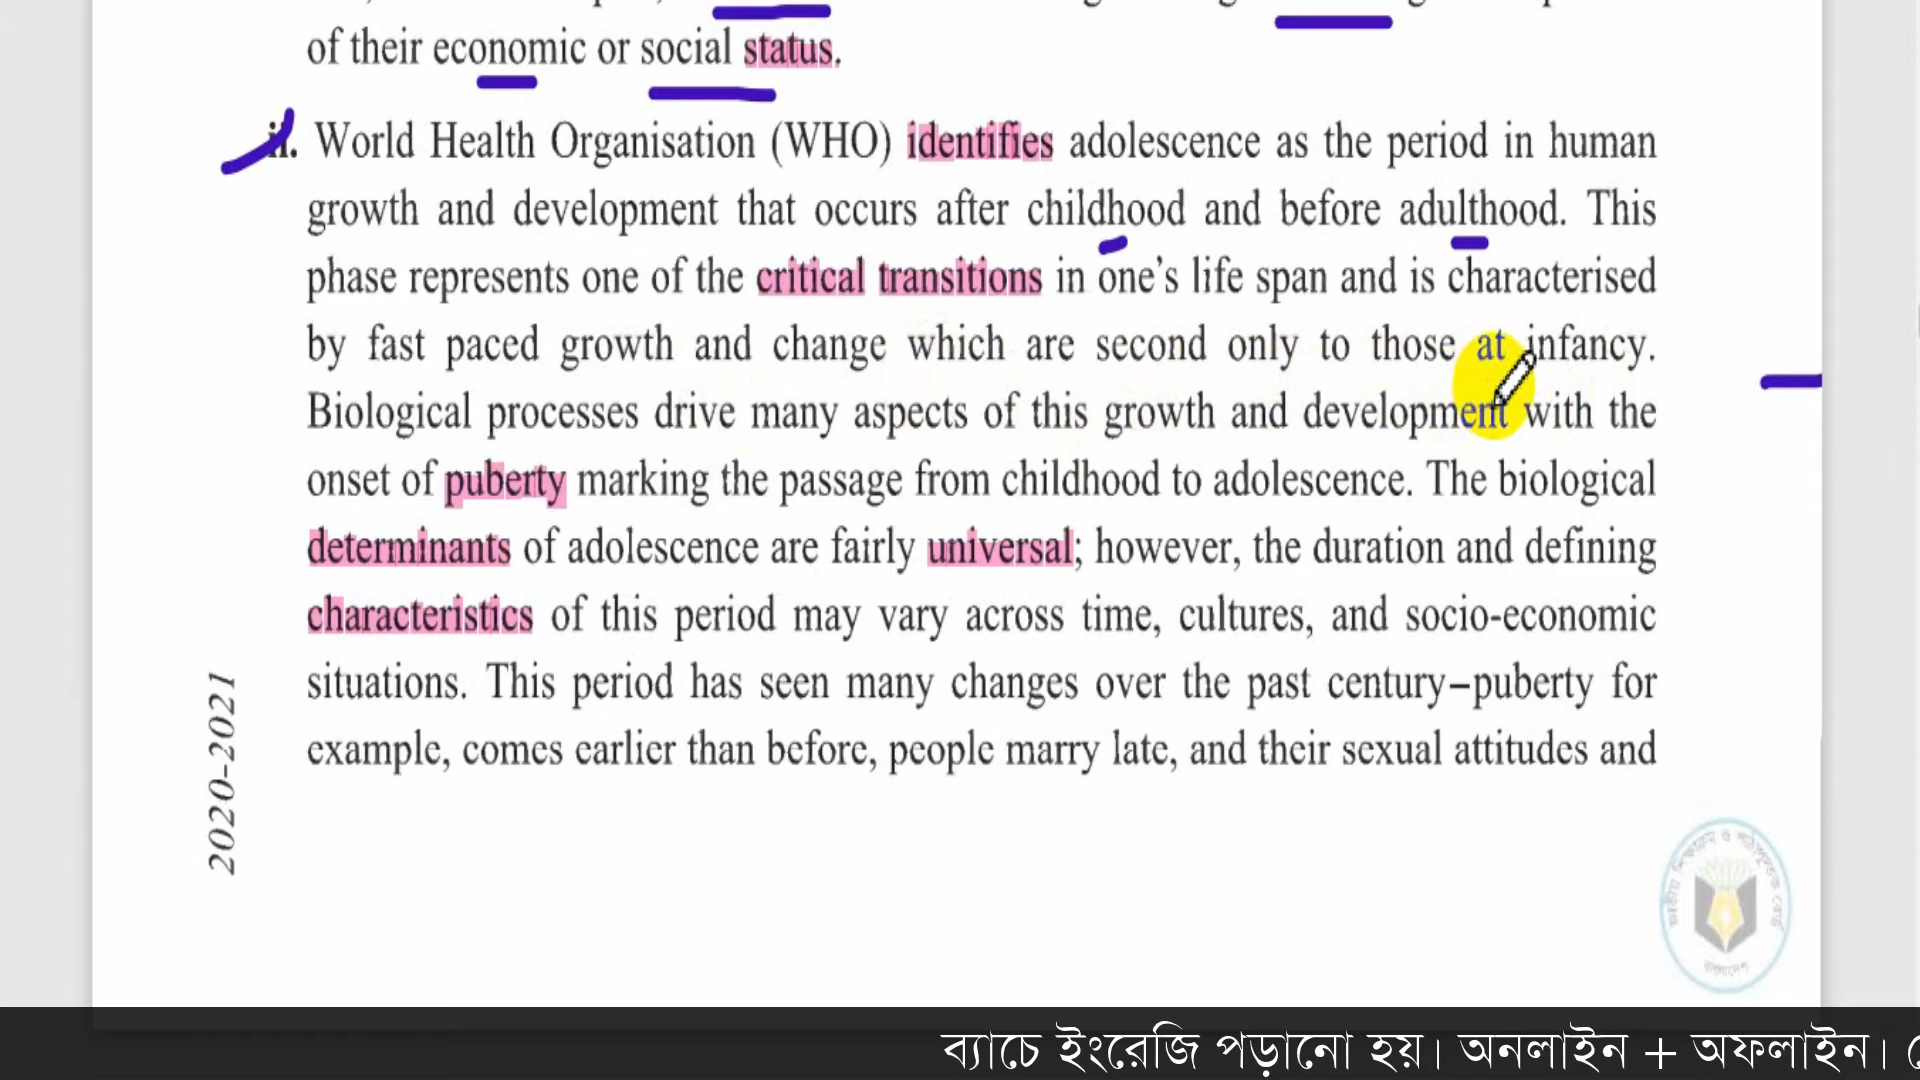 of their economic or social status.
ii. World Health Organisation (WHO) identifies adolescence as the period in human
growth and development that occurs after childhood and before adulthood. This
phase represents one of the critical transitions in one’s life span and is characterised
by fast paced growth and change which are second only to those at infancy.
Biological processes drive many aspects of this growth and development with the
onset of puberty marking the passage from childhood to adolescence. The biological
determinants of adolescence are fairly universal; however, the duration and defining
characteristics of this period may vary across time, cultures, and socio-economic
situations. This period has seen many changes over the past century–puberty for
example, comes earlier than before, people marry late, and their sexual attitudes and
2020-2021
ব্যাচে ইংরেজি পড়ানো হয়। অনলাইন + অফলাইন।